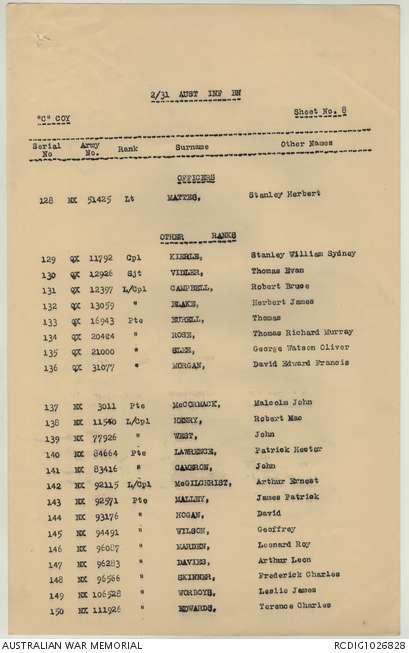 2/31 AUST INF BN
"C" COY Sheet No. 8
Serial No Army No. Rank Surname Other Names
OFFICERS
128 NX 51425 Lt MATTES, Stanley Herbert
OTHER RANKS
129 QX 11792 Cpl KIERLE, Stanley William Sydney
130 QX 12926 Sjt VIDLER, Thomas Evan
131 QX 12397 L/Cpl CAMPBELL, Robert Bruce
132 QX 13059 " BLAKE, Herbert James
133 QX 16943 Pte Thomas
134 QX 20424 " ROSE, Thomas Richard Murray
135 QX 21000 " SLEE, George Watson Oliver
136 QX 31077 " MORGAN, David Edward Francis
137 NX 3011 Pte McCORMACK, Malcolm John
138 NX 11540 L/Cpl HENRY, Robert Mac
139 NX 77926 " WEST, John
140 NX 84664 Pte LAWRENCE, Patrick Hector
141 NX 83416 " CAMERON, John
142 NX 92115 L/Cpl McGILCHRIST, Arthur Ernest
143 NX 92571 Pte MALLEY, James Patrick
144 NX 93176 " HOGAN, David
145 NX 94491 " WILSON, Geoffrey
146 NX 96087 " MARDEN, Leonard Roy
147 NX 96283 " DAVIES, Arthur Leon
148 NX 96566 " SKINNER, Frederick Charles
149 NX 106528 " WORBOYS, Leslie James
150 NX 111926 " EDWARDS, Terence Charles
AUSTRALIAN WAR MEMORIAL RCDIG1026828